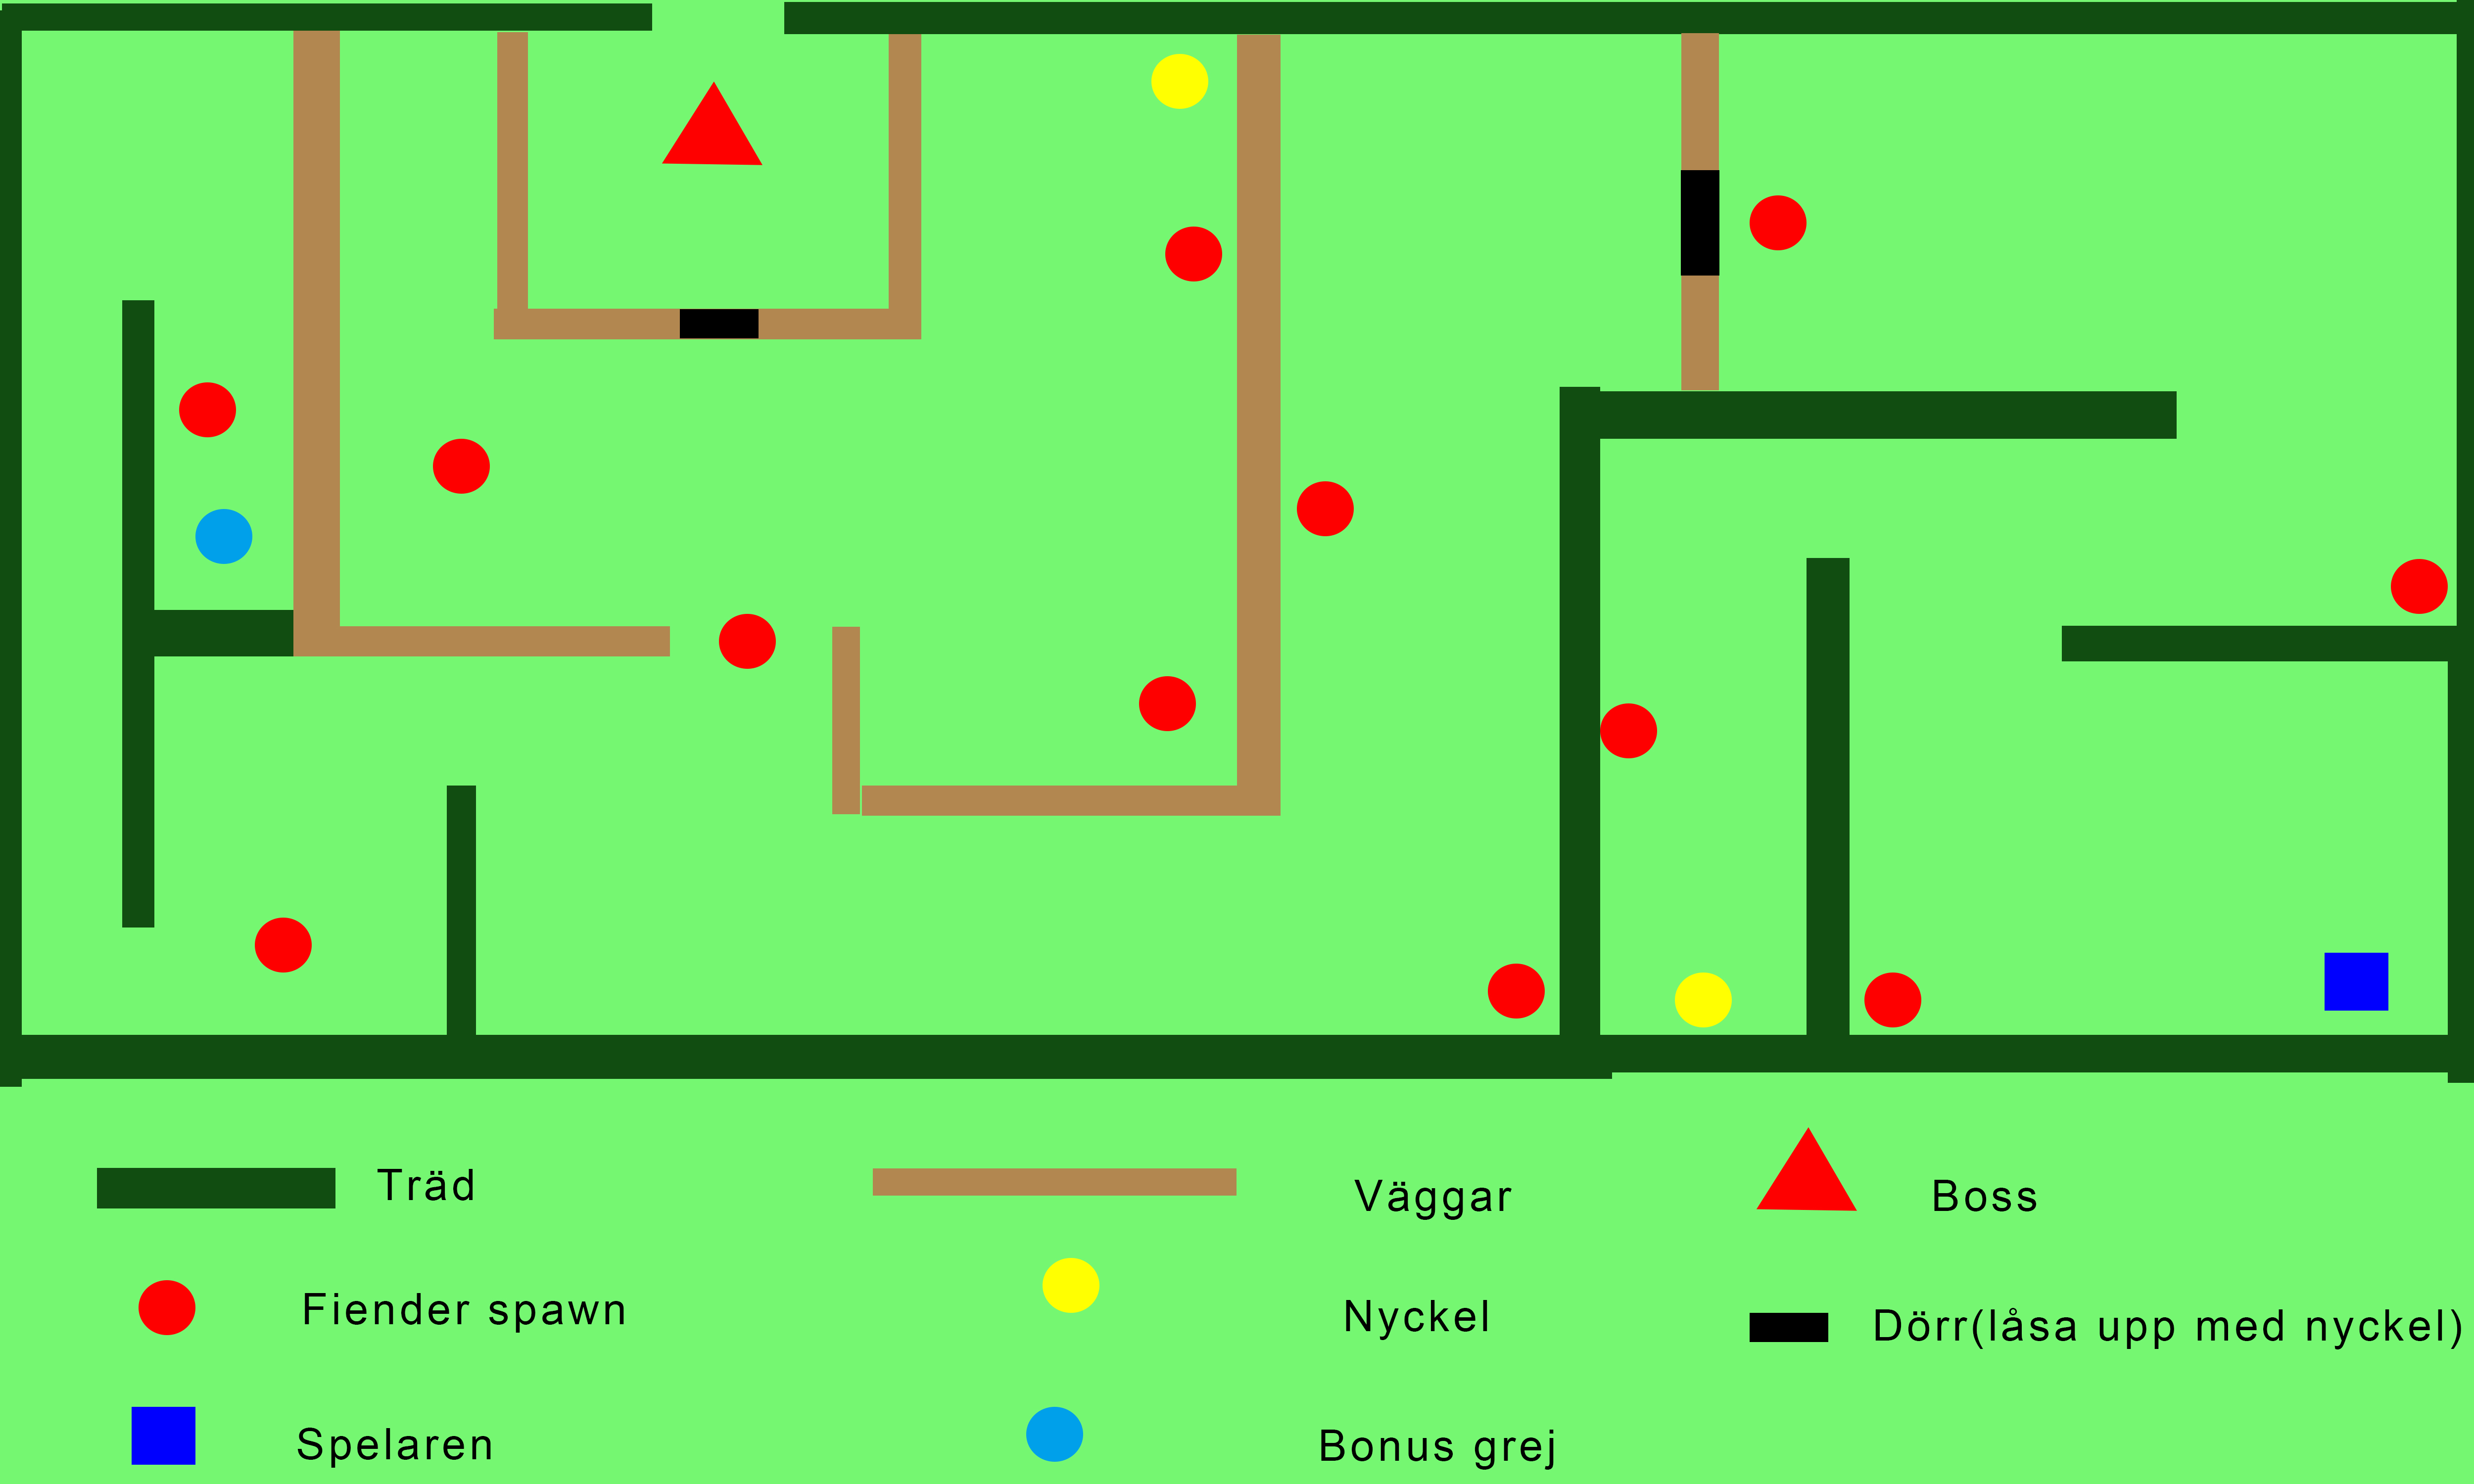 Träd
Väggar
Boss
Fiender spawn
Nyckel
Dörr(låsa upp med nyckel)
Spelaren
Bonus grej